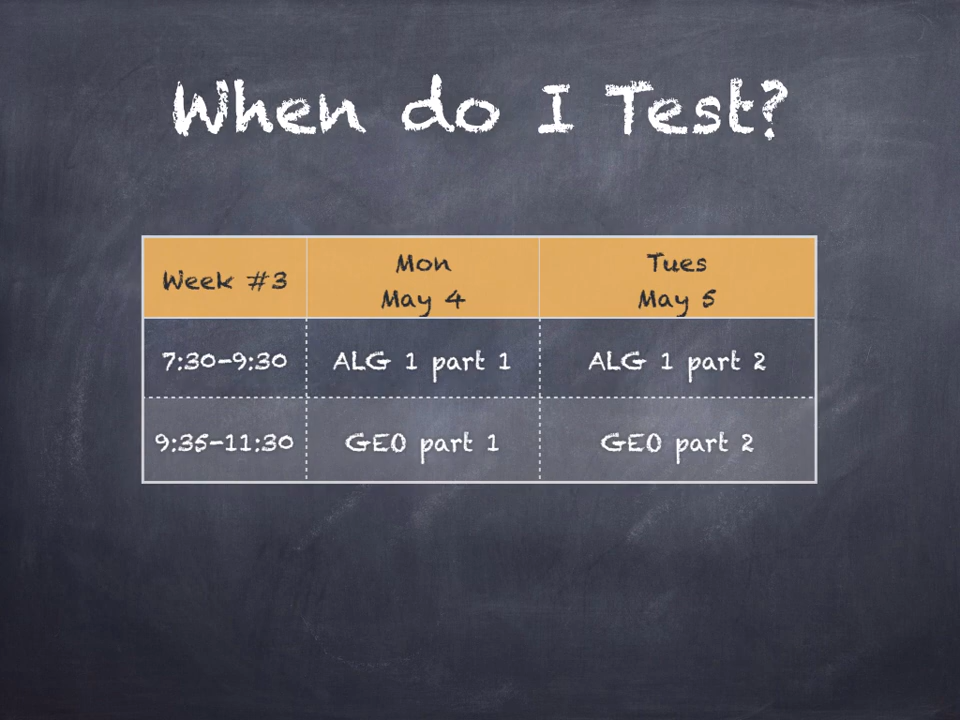 When do I Test?
Week #3
Mon
May 4
Tues
May 5
7:30-9:30
ALG 1 part 1
ALG 1 part 2
9:35-11:30
GEO part 1
GEO part 2